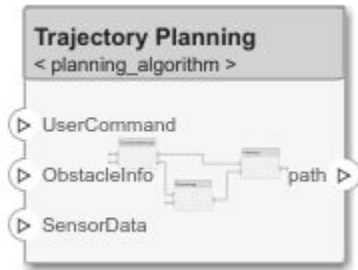 Trajectory Planning
< planning_algorithm >
UserCommand
ObstacleInfo
path
SensorData